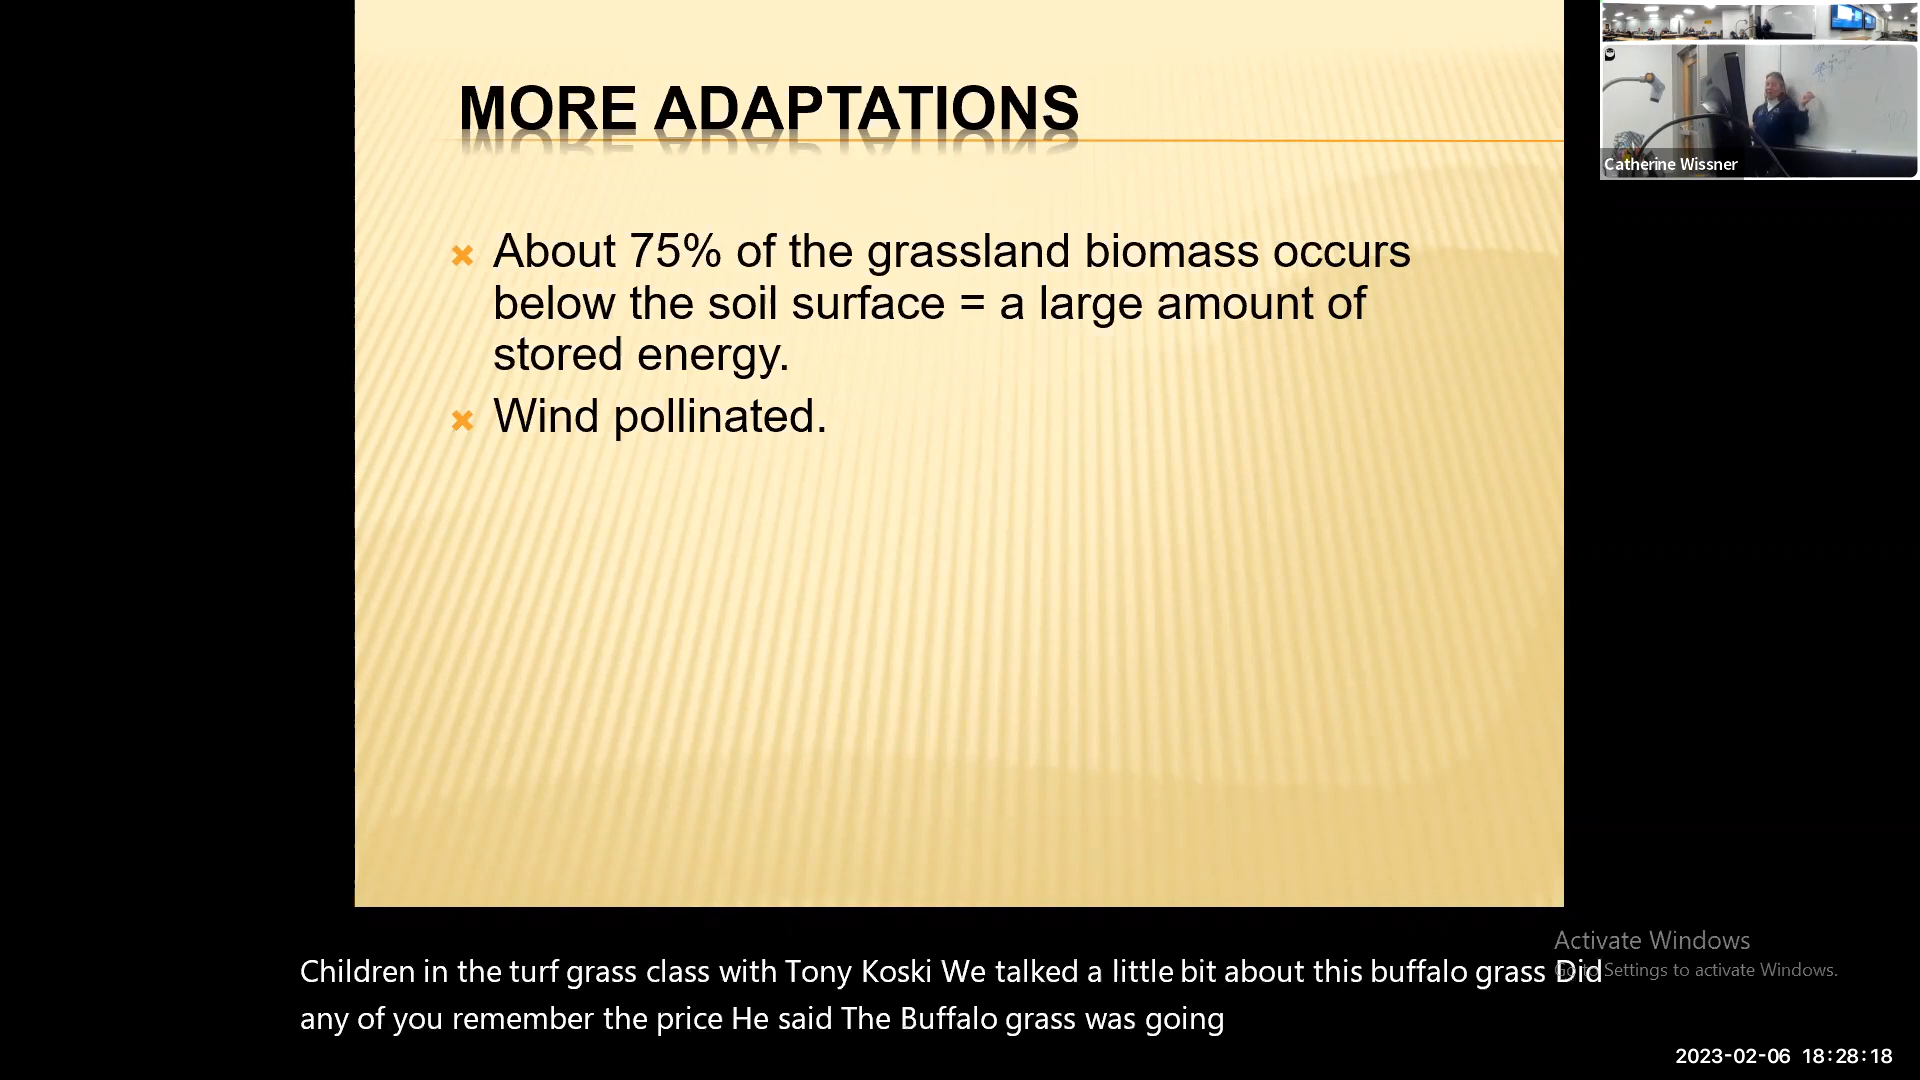 MORE ADAPTATIONS
About 75% of the grassland biomass occurs
below the soil surface = a large amount of
stored energy.
Wind pollinated.
Catherine Wissner
Children in the turf grass class with Tony Koski We talked a little bit about this buffalo grass Did
any of you remember the price He said The Buffalo grass was going
Activate Windows
Go to Settings to activate Windows.
2023-02-06 18:28:18